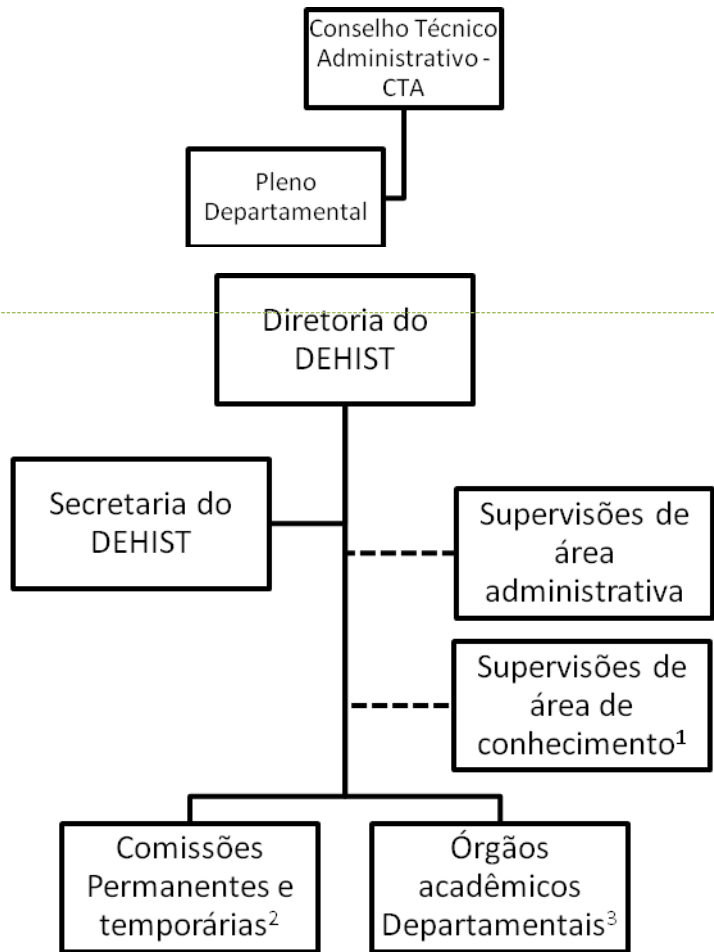 Conselho Técnico
Administrativo -
CTA
Pleno
Departamental
Diretoria do
DEHIST
Secretaria do
DEHIST
Supervisões de
área
administrativa
Supervisões de
área de
conhecimento¹
Comissões
Permanentes e
temporárias²
Órgãos
acadêmicos
Departamentais³